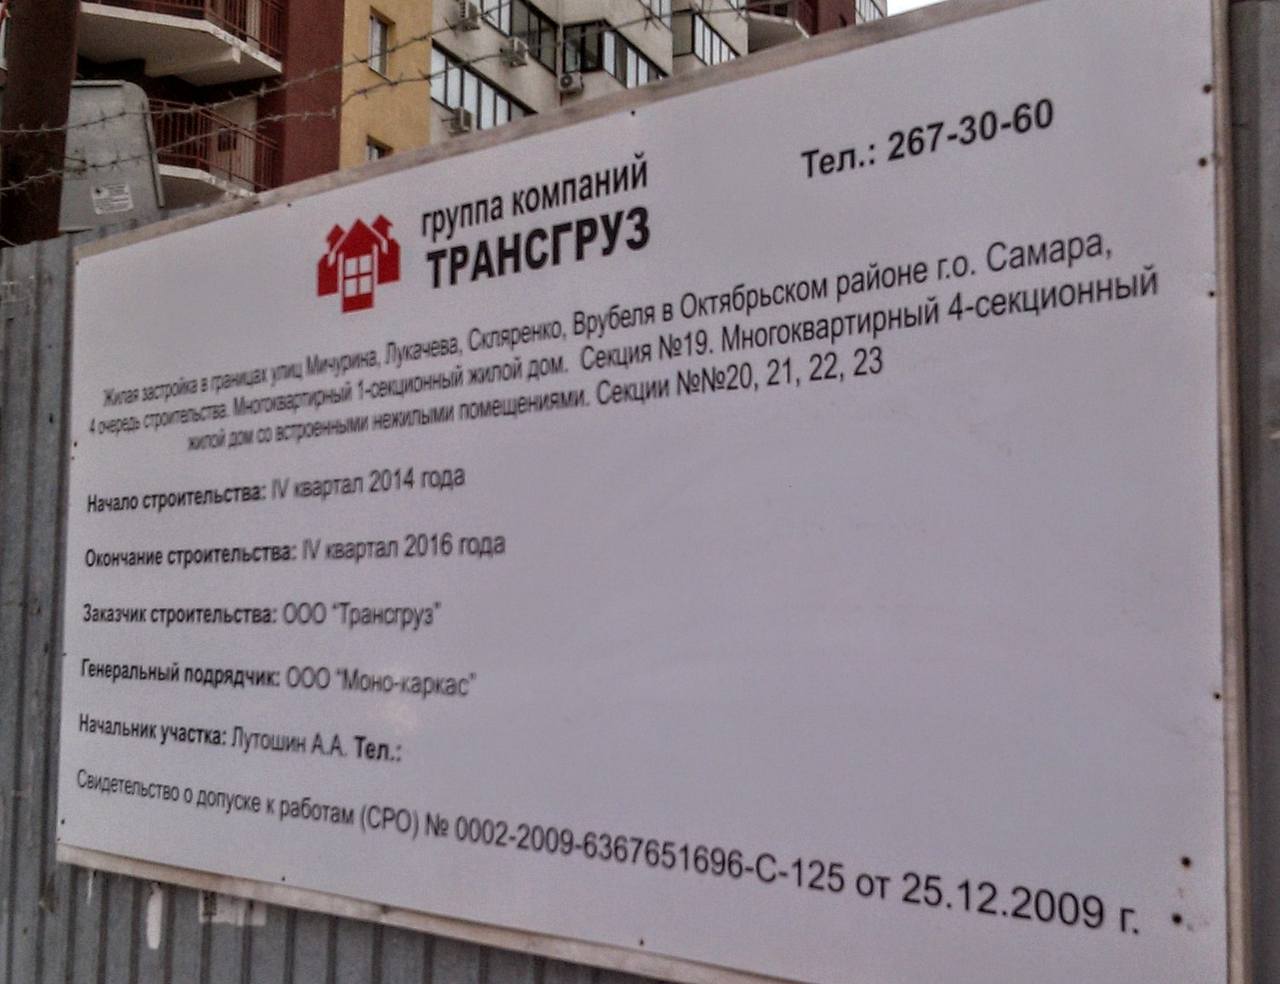 группа компаний
ТРАНСГРУЗ
Тел.: 267-30-60
Жилая застройка в границах улиц Мичурина, Лукачева, Скляренко, Врубеля в Октябрьском районе г.о. Самара,
4 очередь строительства. Многоквартирный 1-секционный жилой дом. Секция №19. Многоквартирный 4-секционный
жилой дом со встроенными нежилыми помещениями. Секции №№20, 21, 22, 23
Начало строительства: IV квартал 2014 года
Окончание строительства: IV квартал 2016 года
Заказчик строительства: ООО "Трансгруз"
Генеральный подрядчик: ООО "Моно-каркас"
Начальник участка: Лутошин А.А. Тел.:
Свидетельство о допуске к работам (СРО) № 0002-2009-6367651696-С-125 от 25.12.2009 г.